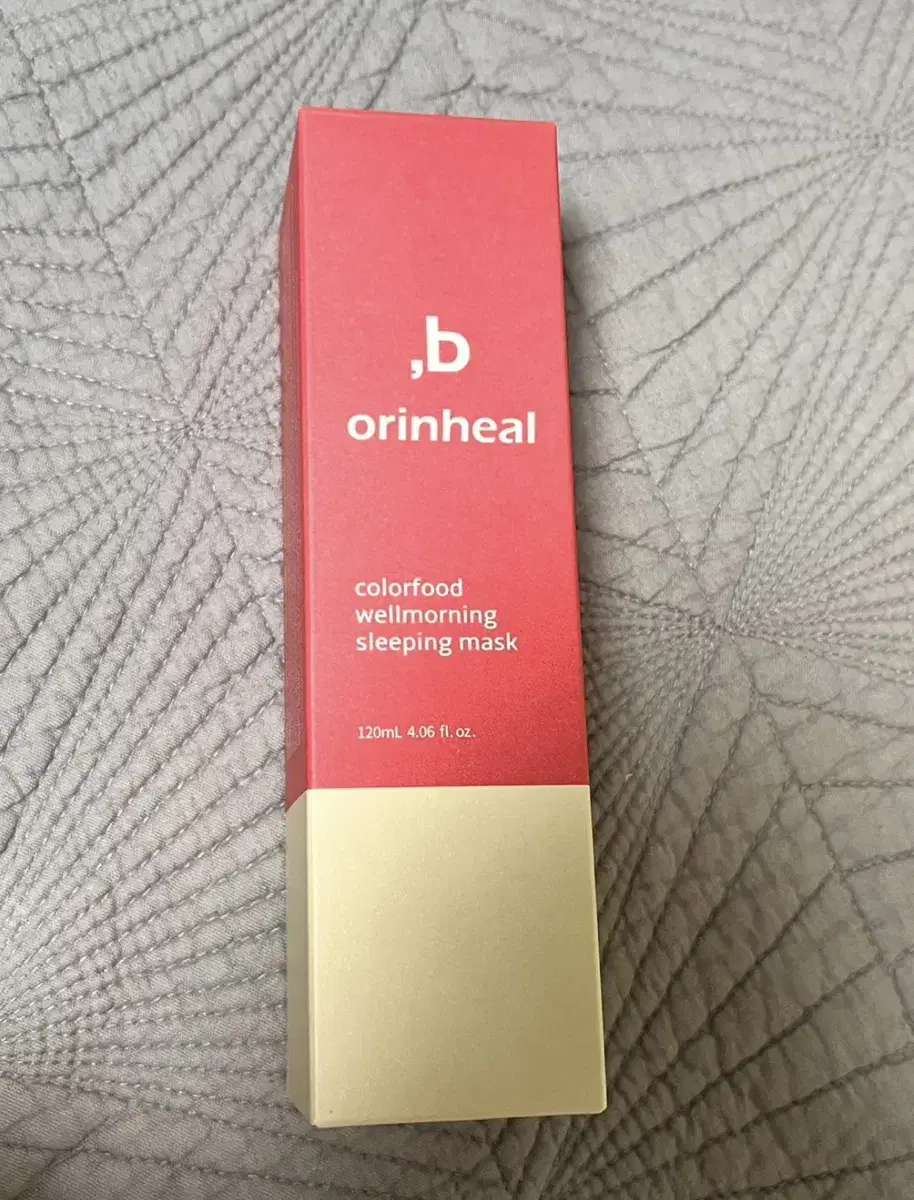 ,b
orinheal
colorfood
wellmorning
sleeping mask
120mL 4.06 fl.oz.